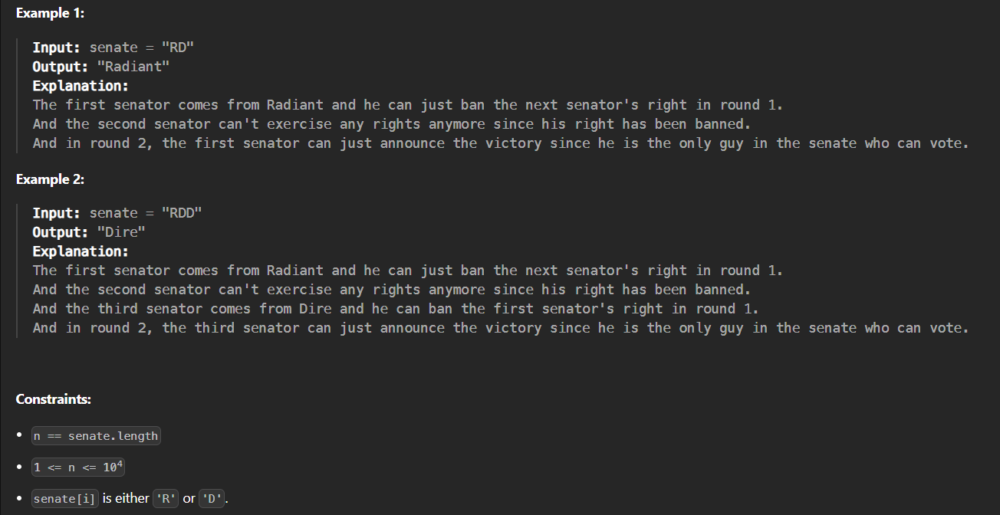 Example 1:
Input: senate = "RD"
Output: "Radiant"
Explanation:
The first senator comes from Radiant and he can just ban the next senator's right in round 1.
And the second senator can't exercise any rights anymore since his right has been banned.
And in round 2, the first senator can just announce the victory since he is the only guy in the senate who can vote.
Example 2:
Input: senate = "RDD"
Output: "Dire"
Explanation:
The first senator comes from Radiant and he can just ban the next senator's right in round 1.
And the second senator can't exercise any rights anymore since his right has been banned.
And the third senator comes from Dire and he can ban the first senator's right in round 1.
And in round 2, the third senator can just announce the victory since he is the only guy in the senate who can vote.
Constraints:
• n == senate.length
• 1 <= n <= 10⁴
• senate[i] is either 'R' or 'D'.